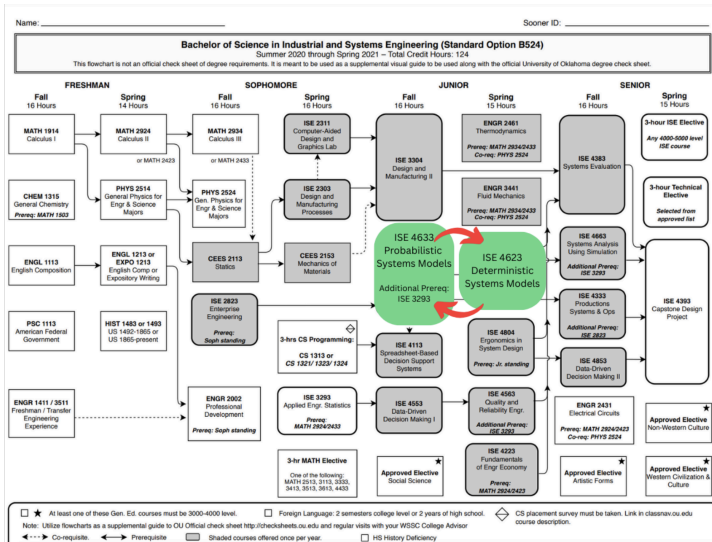 Name:
Sooner ID:
Bachelor of Science in Industrial and Systems Engineering (Standard Option B524)
Summer 2020 through Spring 2021 – Total Credit Hours: 124
This flowchart is not an official check sheet of degree requirements. It is meant to be used as a supplemental visual guide to be used along with the official University of Oklahoma degree check sheet.
FRESHMAN
SOPHOMORE
JUNIOR
SENIOR
Fall
16 Hours
Spring
14 Hours
Fall
16 Hours
Spring
16 Hours
Fall
16 Hours
Spring
16 Hours
Fall
16 Hours
Spring
15 Hours
MATH 1914
Calculus I
CHEM 1315
General Chemistry
Prereq: MATH 1503
ENGL 1113
English Composition
PSC 1113
American Federal
Government
ENGR 1411 / 3511
Freshman / Transfer
Engineering
Experience
MATH 2924
Calculus II
or MATH 2423
PHYS 2514
General Physics for
Engr & Science
Majors
ENGL 1213 or
EXPO 1213
English Comp or
Expository Writing
HIST 1483 or 1493
US 1492-1865 or
US 1865-present
MATH 2934
Calculus III
or MATH 2433
PHYS 2524
Gen. Physics for
Engr & Science
Majors
CEES 2113
Statics
ISE 2823
Enterprise
Engineering
Prereq:
Soph standing
ENGR 2002
Professional
Development
Prereq: Soph standing
ISE 2311
Computer-Aided
Design and
Graphics Lab
ISE 2303
Design and
Manufacturing
Processes
CEES 2153
Mechanics of
Materials
3-hrs CS Programming:
CS 1313 or
CS 1321/ 1323/ 1324
ISE 3293
Applied Engr. Statistics
Prereq:
MATH 2924/2433
3-hr MATH Elective
One of the following:
MATH 2513, 3113, 3333,
3413, 3513, 3613, 4433
ISE 3304
Design and
Manufacturing II
ISE 4633
Probabilistic
Systems Models
Additional Prereq:
ISE 3293
ISE 4113
Spreadsheet-Based
Decision Support
Systems
ISE 4553
Data-Driven
Decision Making I
Approved Elective
Social Science
ENGR 2461
Thermodynamics
Prereq: MATH 2934/2433
Co-req: PHYS 2524
ENGR 3441
Fluid Mechanics
Prereq: MATH 2934/2433
Co-req: PHYS 2524
ISE 4623
Deterministic
Systems Models
ISE 4804
Ergonomics in
System Design
Prereq: Jr. standing
ISE 4563
Quality and
Reliability Engr.
Additional Prereq:
ISE 3293
ISE 4223
Fundamentals
of Engr Economy
Prereq:
MATH 2924/2423
ISE 4383
Systems Evaluation
ISE 4663
Systems Analysis
Using Simulation
Additional Prereq:
ISE 3293
ISE 4333
Productions
Systems & Ops
Additional Prereq:
ISE 2823
ISE 4853
Data-Driven
Decision Making II
ENGR 2431
Electrical Circuits
Prereq: MATH 2924/2423
Co-req: PHYS 2524
Approved Elective
Artistic Forms
3-hour ISE Elective
Any 4000-5000 level
ISE course
3-hour Technical
Elective
Selected from
approved list
ISE 4393
Capstone Design
Project
Approved Elective
Non-Western Culture
Approved Elective
Western Civilization &
Culture
At least one of these Gen. Ed. courses must be 3000-4000 level.
Foreign Language: 2 semesters college level or 2 years of high school.
CS placement survey must be taken. Link in classnav.ou.edu
course description.
Note: Utilize flowcharts as a supplemental guide to OU Official check sheet http://checksheets.ou.edu and regular visits with your WSSC College Advisor
Co-requisite.
Prerequisite
Shaded courses offered once per year.
HS History Deficiency